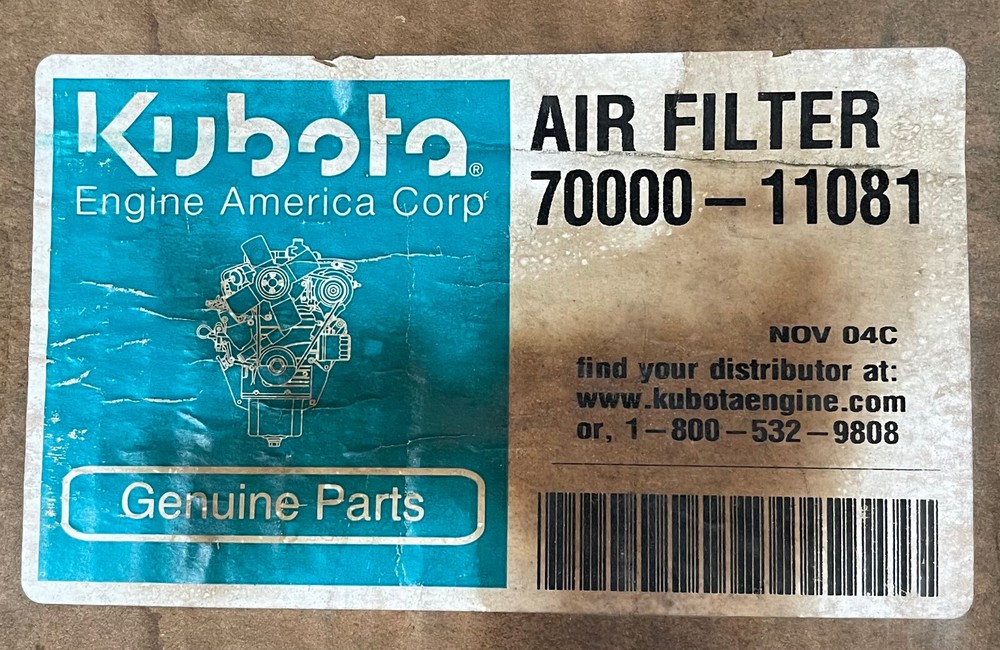 Kubota®
Engine America Corp
Genuine Parts
AIR FILTER
70000-11081
NOV 04C
find your distributor at:
www.kubotaengine.com
or, 1-800-532-9808